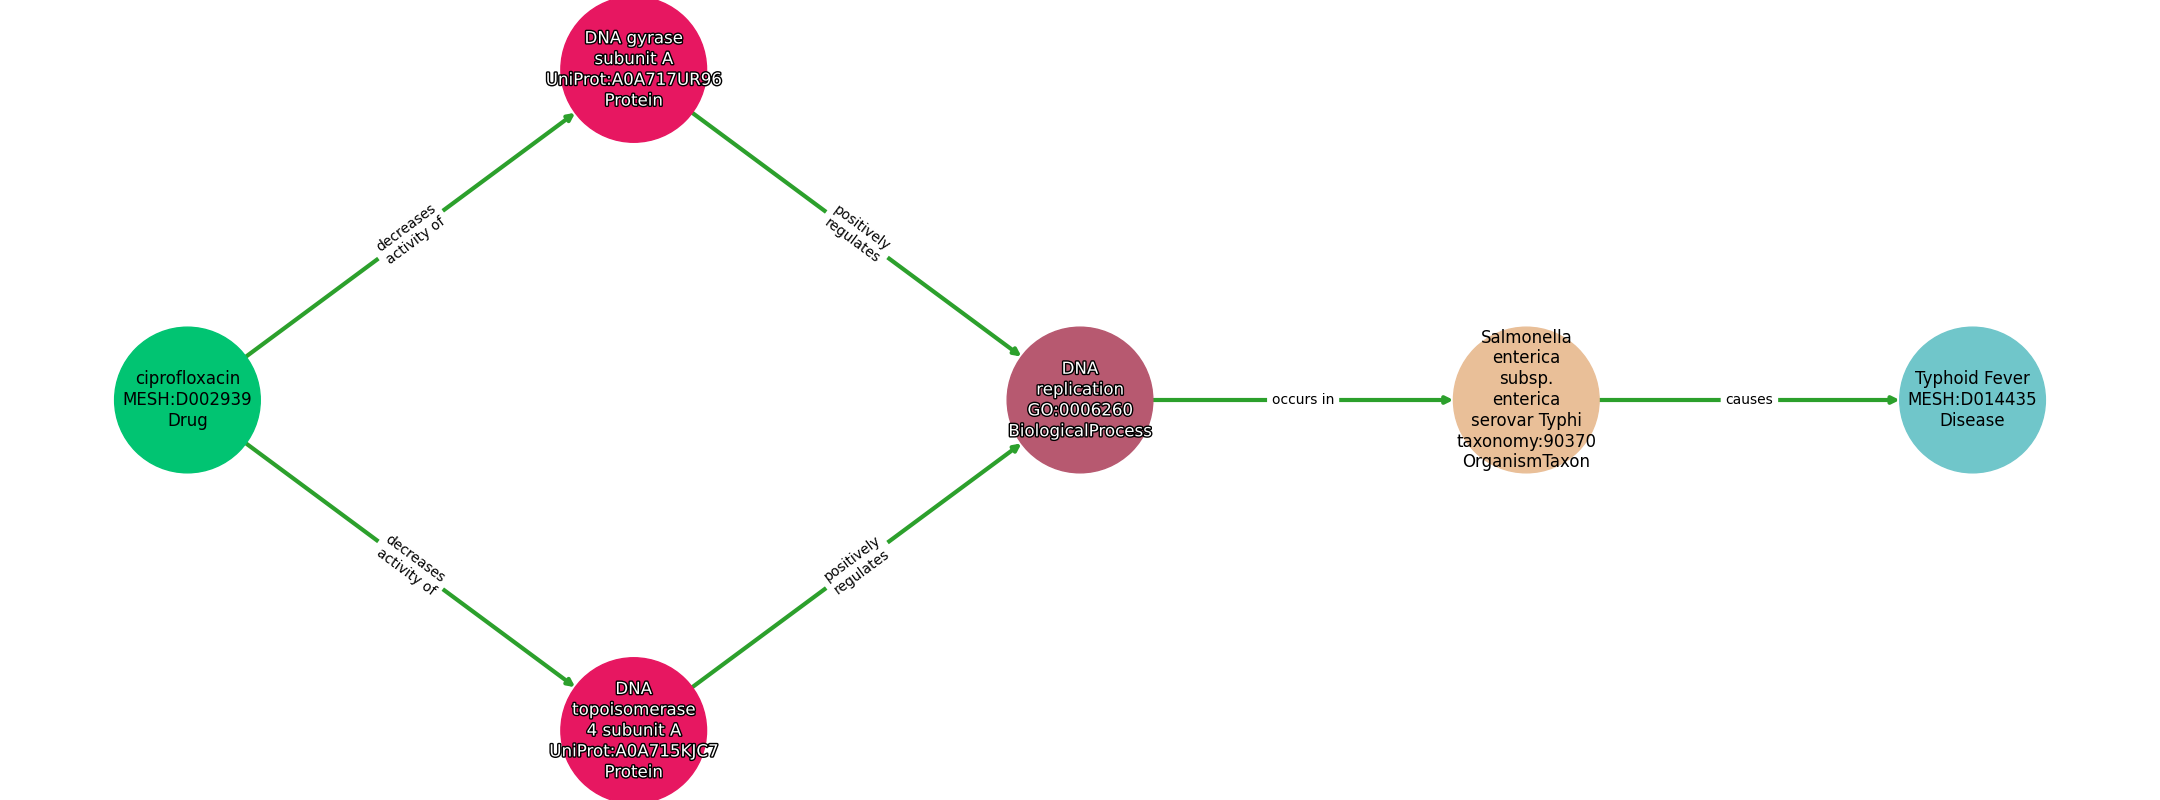 DNA gyrase
subunit A
UniProt:A0A717UR96
Protein
decreases
activity of
positively
regulates
ciprofloxacin
MESH:D002939
Drug
DNA
replication
GO:0006260
BiologicalProcess
occurs in
Salmonella
enterica
subsp.
enterica
serovar Typhi
taxonomy:90370
OrganismTaxon
causes
Typhoid Fever
MESH:D014435
Disease
decreases
activity of
positively
regulates
DNA
topoisomerase
4 subunit A
UniProt:A0A715KJC7
Protein